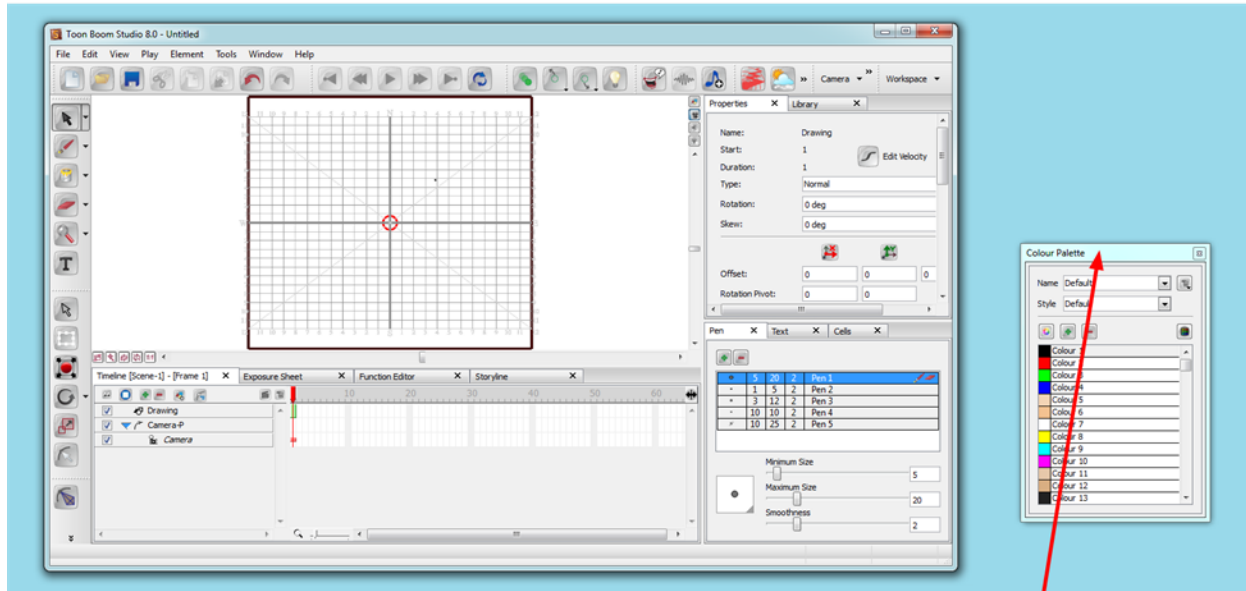 Toon Boom Studio 8.0 - Untitled
File Edit View Play Element Tools Window Help
» Camera » Workspace
T
Properties X Library X
Name: Drawing
Start: 1
Edit Velocity
Duration: 1
Type: Normal
Rotation: 0 deg
Skew: 0 deg
Offset: 0 0 0
Rotation Pivot: 0 0
Pen X Text X Cells X
5 20 2 Pen 1
1 5 2 Pen 2
3 12 2 Pen 3
10 10 2 Pen 4
10 25 2 Pen 5
Minimum Size
5
Maximum Size
20
Smoothness
2
Timeline [Scene-1] - [Frame 1] X Exposure Sheet X Function Editor X Storyline X
10 20 30 40 50 60
Drawing
Camera-P
Camera
Colour Palette
Name Default
Style Default
Colour 1
Colour
Colour 3
Colour 4
Colour 5
Colour 6
Colour 7
Colour 8
Colour 9
Colour 10
Colour 11
Colour 12
Colour 13